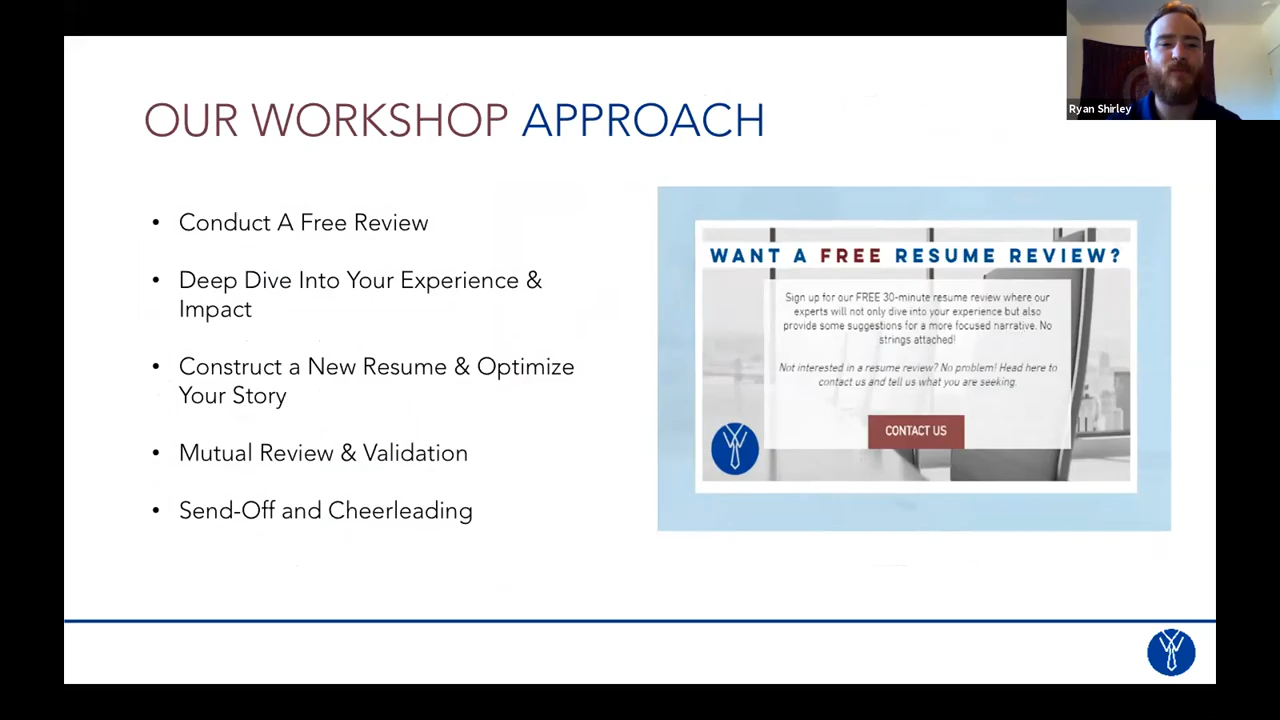 OUR WORKSHOP APPROACH
Ryan Shirley
• Conduct A Free Review
• Deep Dive Into Your Experience &
Impact
• Construct a New Resume & Optimize
Your Story
• Mutual Review & Validation
• Send-Off and Cheerleading
WANT A FREE RESUME REVIEW?
Sign up for our FREE 30-minute resume review where our
experts will not only dive into your experience but also
provide some suggestions for a more focused narrative. No
strings attached!
Not interested in a resume review? No problem! Head here to
contact us and tell us what you are seeking.
CONTACT US